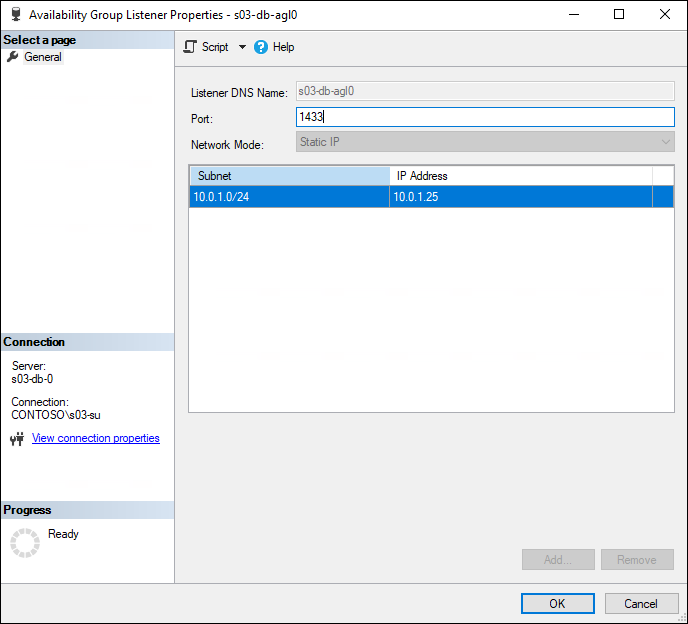 Availability Group Listener Properties - s03-db-agl0
Select a page
General
Script
Help
Listener DNS Name: s03-db-agl0
Port: 1433
Network Mode: Static IP
Subnet IP Address
10.0.1.0/24 10.0.1.25
Connection
Server:
s03-db-0
Connection:
CONTOSO\s03-su
View connection properties
Progress
Ready
Add... Remove
OK Cancel